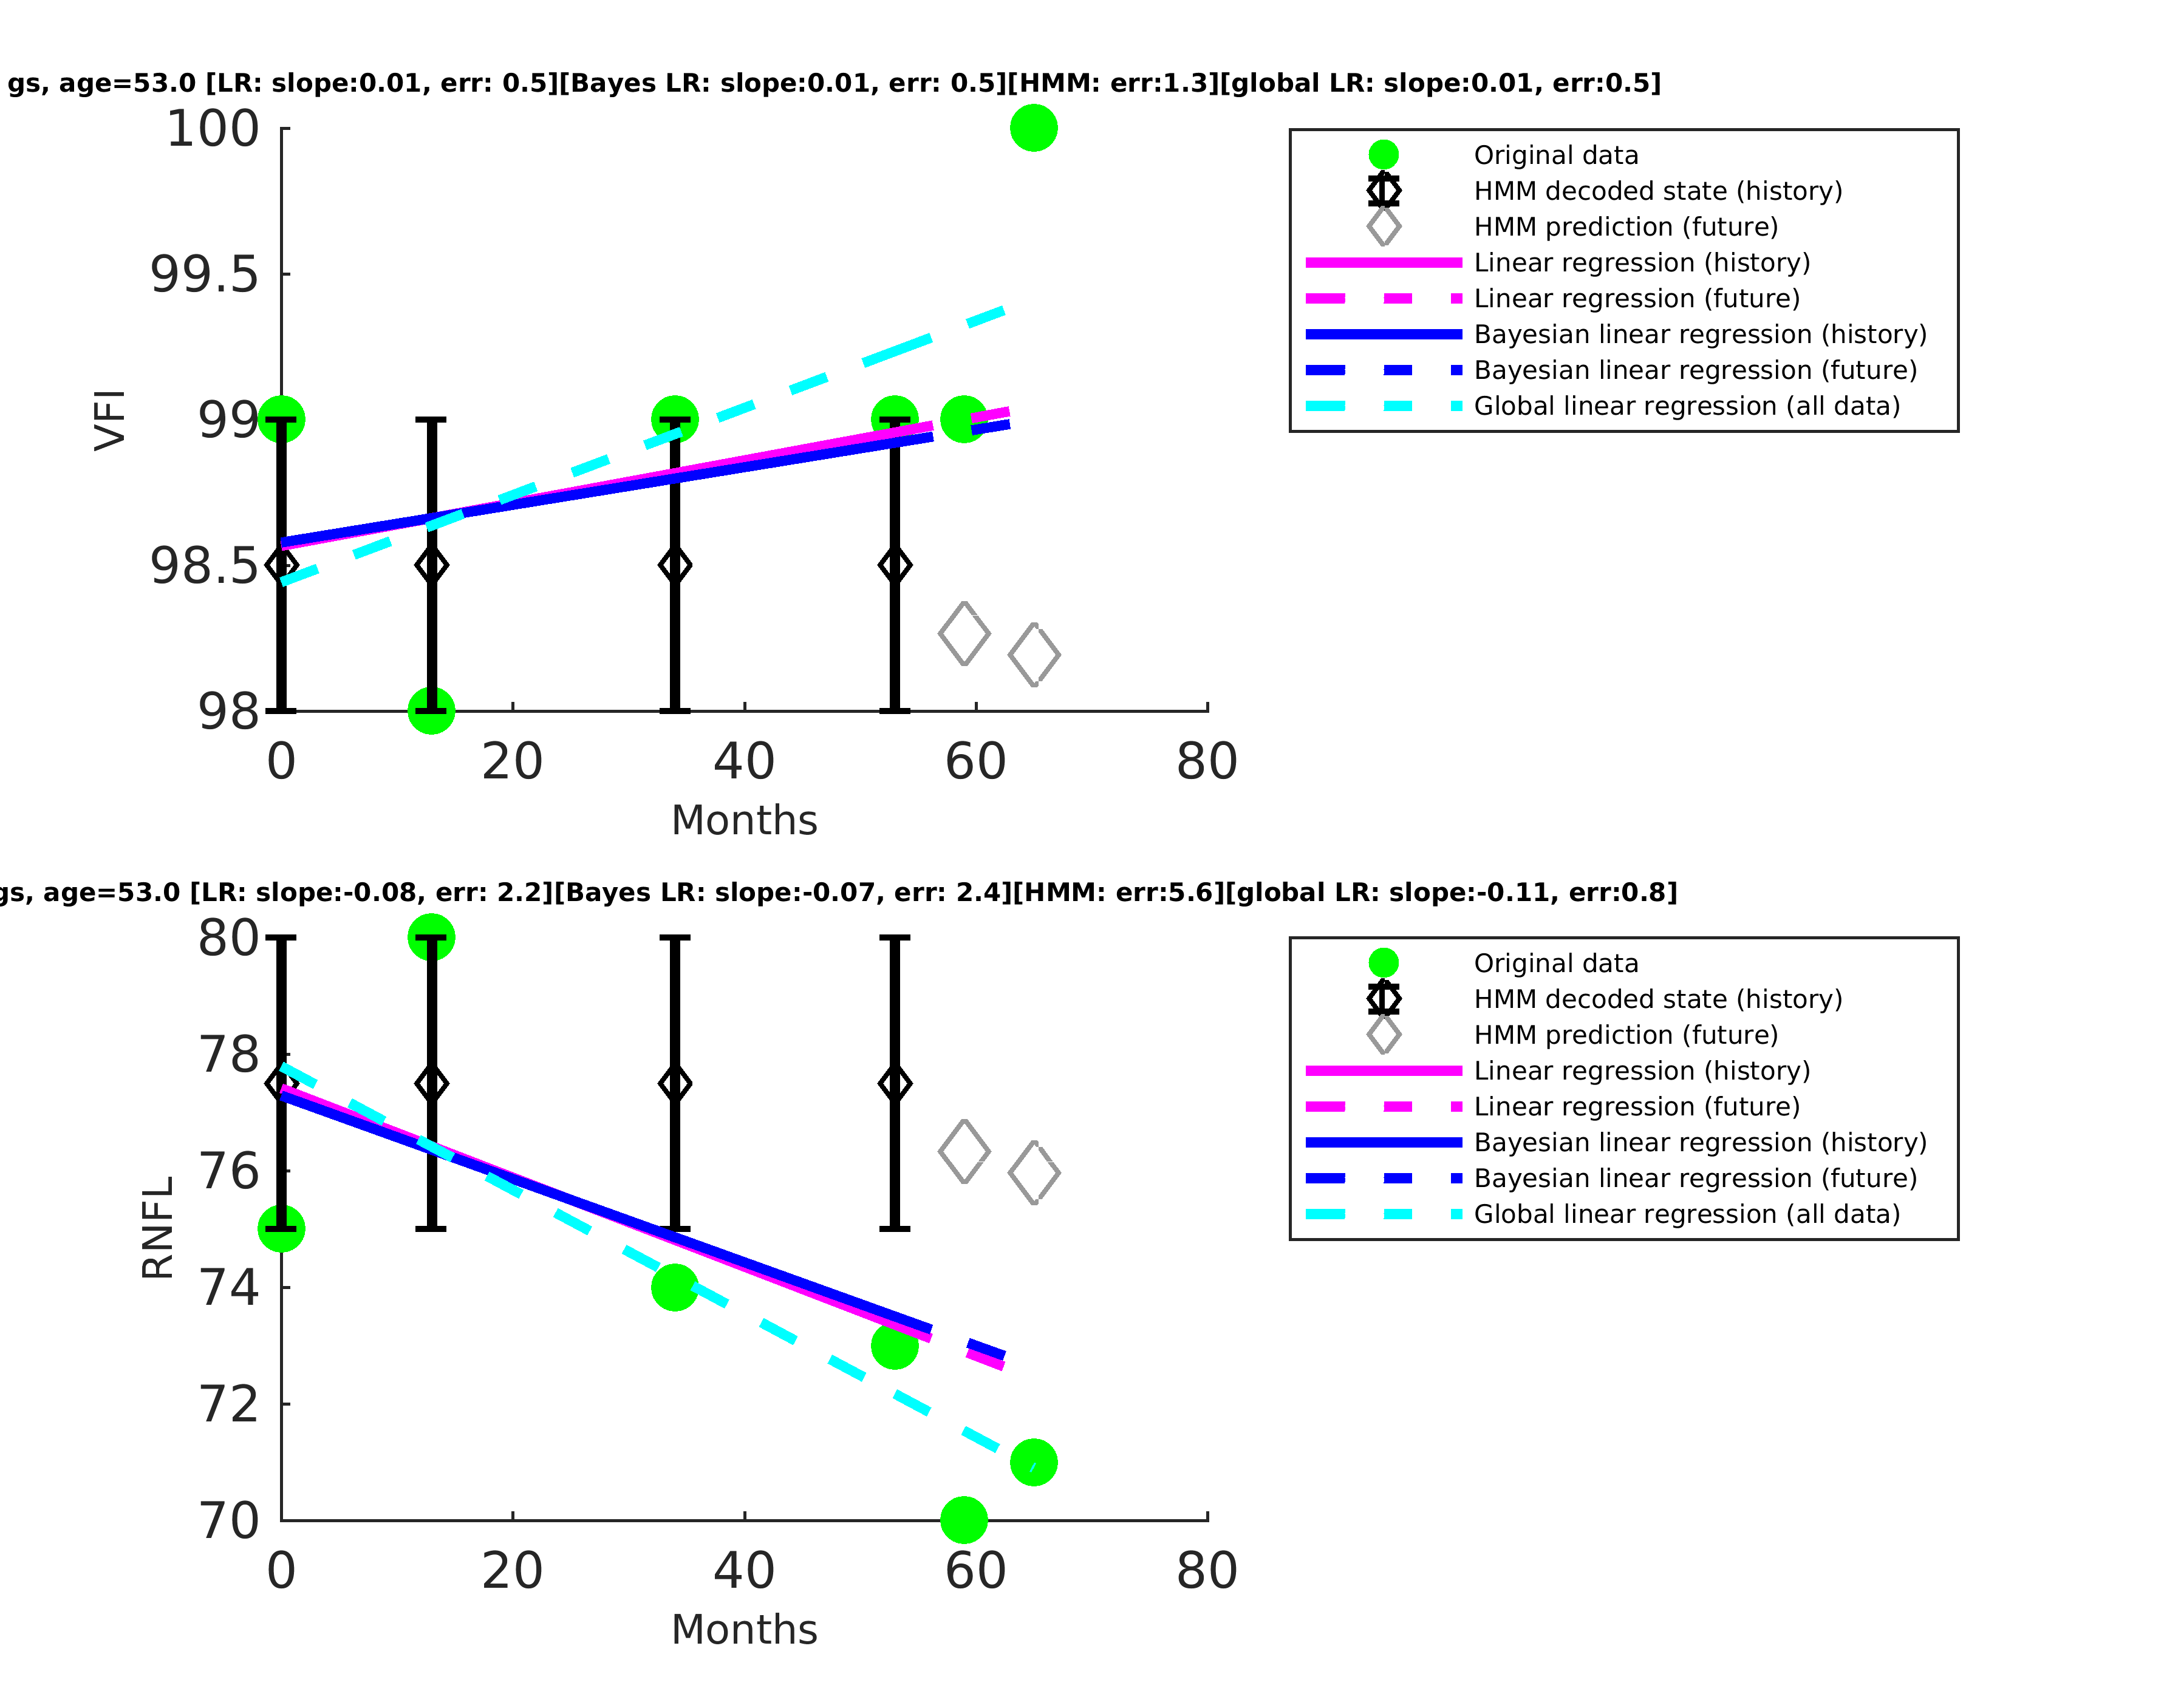 gs, age=53.0 [LR: slope:0.01, err: 0.5][Bayes LR: slope:0.01, err: 0.5][HMM: err:1.3][global LR: slope:0.01, err:0.5]
100
99.5
99
98.5
98
VFI
0 20 40 60 80
Months
Original data
HMM decoded state (history)
HMM prediction (future)
Linear regression (history)
Linear regression (future)
Bayesian linear regression (history)
Bayesian linear regression (future)
Global linear regression (all data)
gs, age=53.0 [LR: slope:-0.08, err: 2.2][Bayes LR: slope:-0.07, err: 2.4][HMM: err:5.6][global LR: slope:-0.11, err:0.8]
80
78
76
74
72
70
RNFL
0 20 40 60 80
Months
Original data
HMM decoded state (history)
HMM prediction (future)
Linear regression (history)
Linear regression (future)
Bayesian linear regression (history)
Bayesian linear regression (future)
Global linear regression (all data)